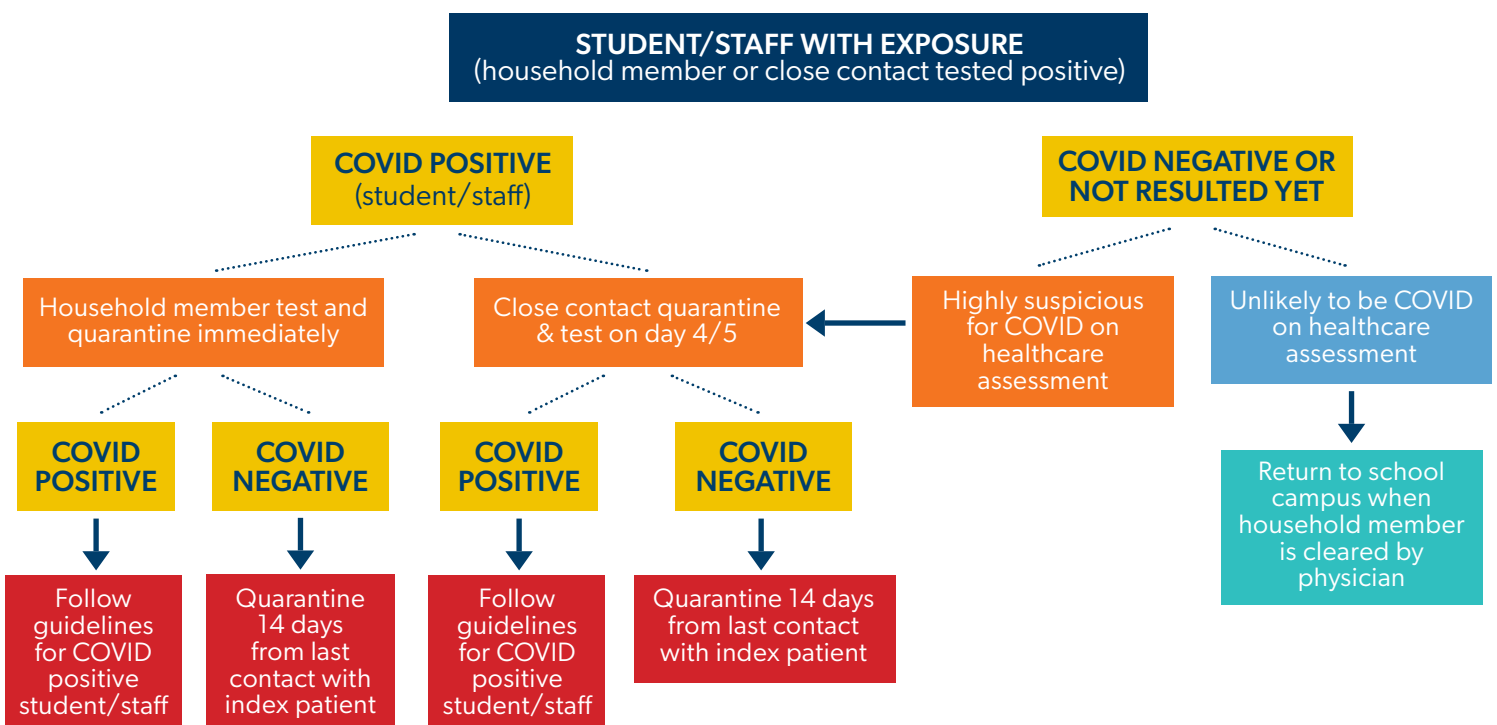 STUDENT/STAFF WITH EXPOSURE
(household member or close contact tested positive)
COVID POSITIVE
(student/staff)
COVID NEGATIVE OR
NOT RESULTED YET
Household member test and
quarantine immediately
Close contact quarantine
& test on day 4/5
Highly suspicious
for COVID on
healthcare
assessment
Unlikely to be COVID
on healthcare
assessment
COVID
POSITIVE
COVID
NEGATIVE
COVID
POSITIVE
COVID
NEGATIVE
Return to school
campus when
household member
is cleared by
physician
Follow
guidelines
for COVID
positive
student/staff
Quarantine
14 days
from last
contact with
index patient
Follow
guidelines
for COVID
positive
student/staff
Quarantine 14 days
from last contact
with index patient